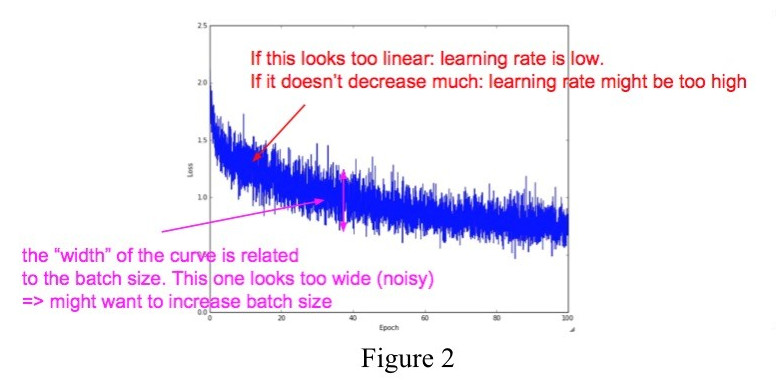 2.5
If this looks too linear: learning rate is low.
If it doesn't decrease much: learning rate might be too high
2.0
1.5
Loss
1.0
the "width" of the curve is related
to the batch size. This one looks too wide (noisy)
=> might want to increase batch size
0.0
0 20 40 60 80 100
Epoch
Figure 2